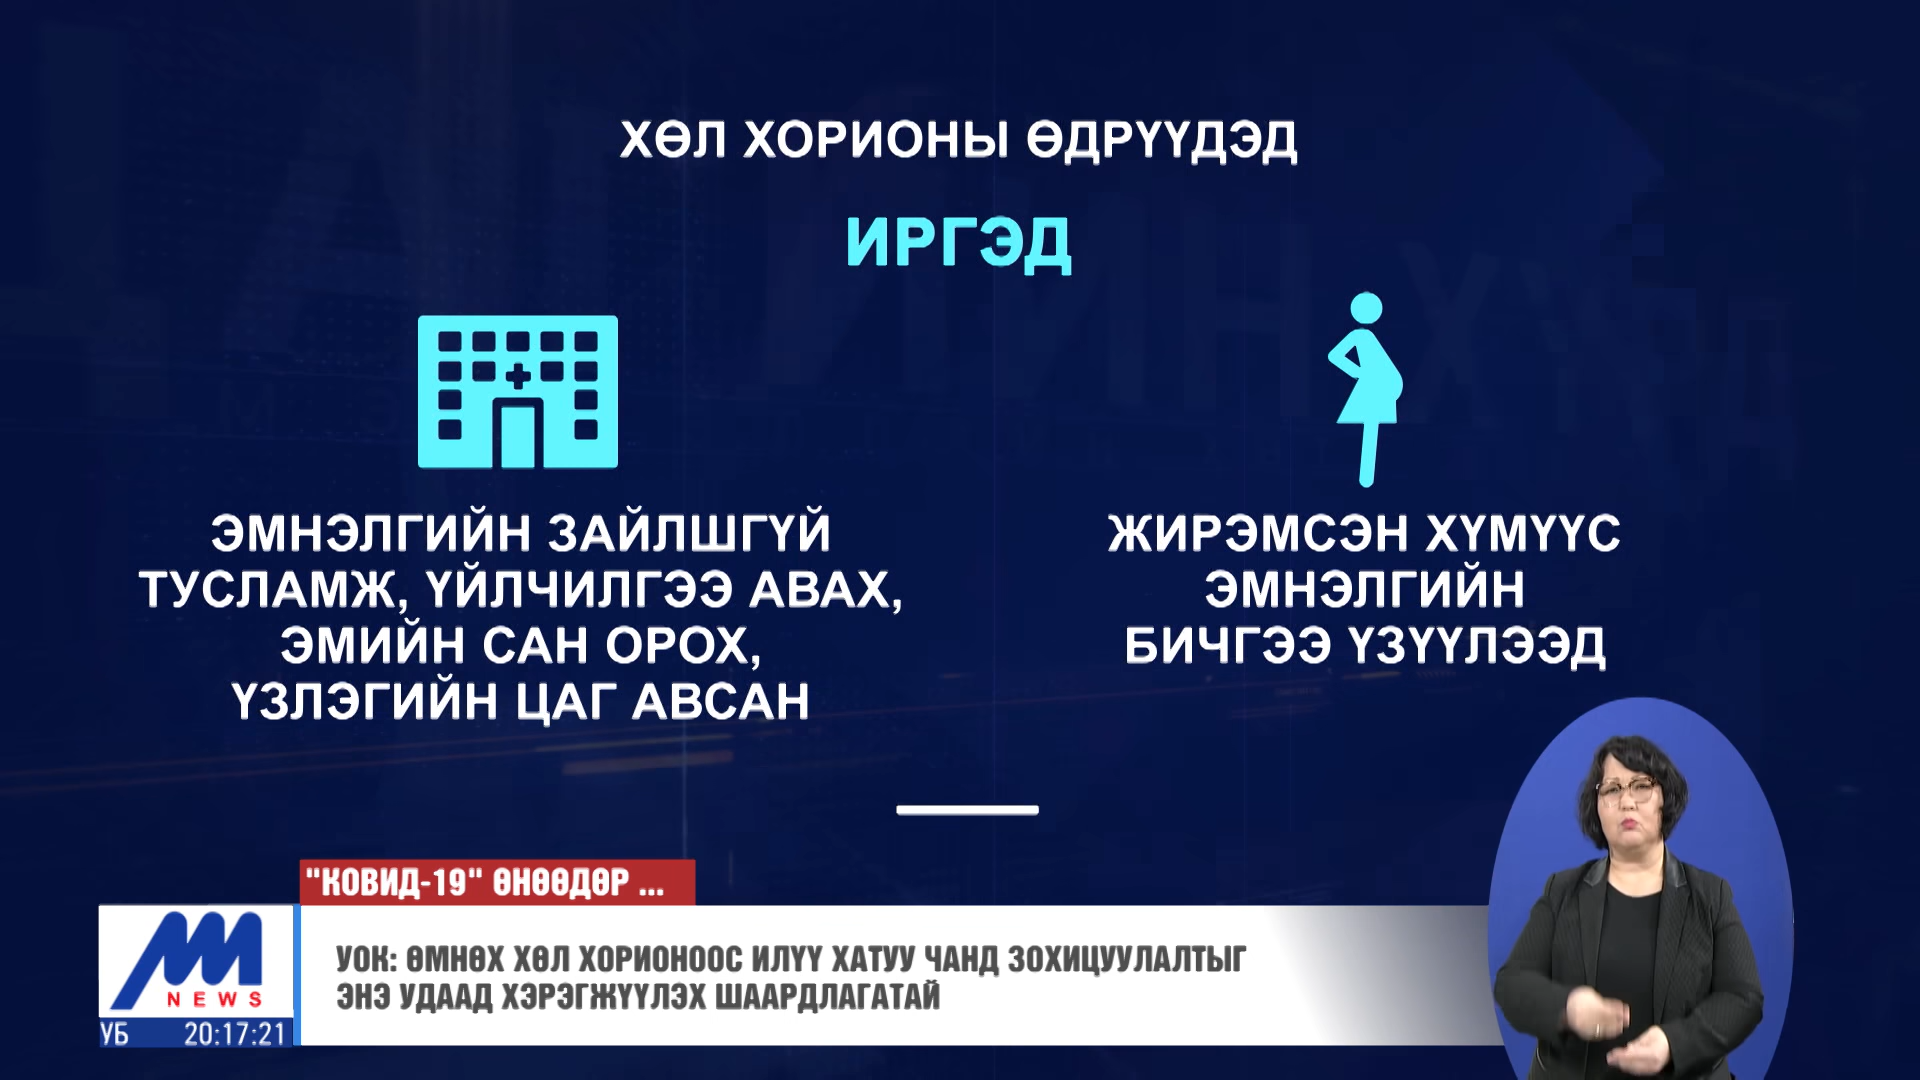 ХӨЛ ХОРИОНЫ ӨДРҮҮДЭД
ИРГЭД
ЭМНЭЛГИЙН ЗАЙЛШГҮЙ
ТУСЛАМЖ, ҮЙЛЧИЛГЭЭ АВАХ,
ЭМИЙН САН ОРОХ,
ҮЗЛЭГИЙН ЦАГ АВСАН
ЖИРЭМСЭН ХҮМҮҮС
ЭМНЭЛГИЙН
БИЧГЭЭ ҮЗҮҮЛЭЭД
"КОВИД-19" ӨНӨӨДӨР ...
УОК: ӨМНӨХ ХӨЛ ХОРИОНООС ИЛҮҮ ХАТУУ ЧАНД ЗОХИЦУУЛАЛТЫГ
ЭНЭ УДААД ХЭРЭГЖҮҮЛЭХ ШААРДЛАГАТАЙ
NEWS
УБ 20:17:21